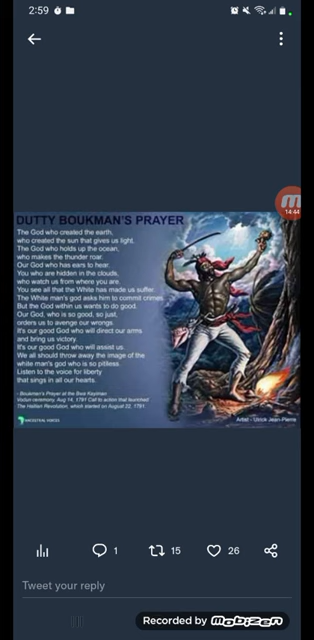 2:59
14:44
DUTTY BOUKMAN'S PRAYER
The God who created the earth,
who created the sun that gives us light.
The God who holds up the ocean,
who makes the thunder roar.
Our God who has ears to hear.
You who are hidden in the clouds,
who watch us from where you are.
You see all that the White has made us suffer.
The White man's god asks him to commit crimes.
But the God within us wants to do good.
Our God, who is so good, so just,
orders us to avenge our wrongs.
It's our good God who will direct our arms
and bring us victory.
It's our good God who will assist us.
We all should throw away the image of the
white man's god who is so pitiless.
Listen to the voice for liberty
that sings in all our hearts.
- Boukman's Prayer at the Bwa Kayiman
Vodun ceremony, Aug 14, 1791 Call to action that launched
The Haitian Revolution, which started on August 22, 1791.
Artist - Ulrick Jean-Pierre
1
15
26
Tweet your reply
Recorded by Mobizen